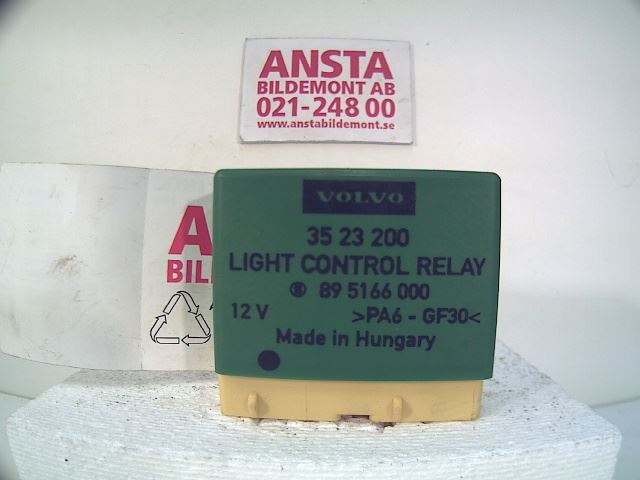 ANSTA
BILDEMONT AB
021-248 00
www.anstabildemont.se
A
BIL
VOLVO
35 23 200
LIGHT CONTROL RELAY
89 5166 000
12 V >PA6 - GF30<
Made in Hungary